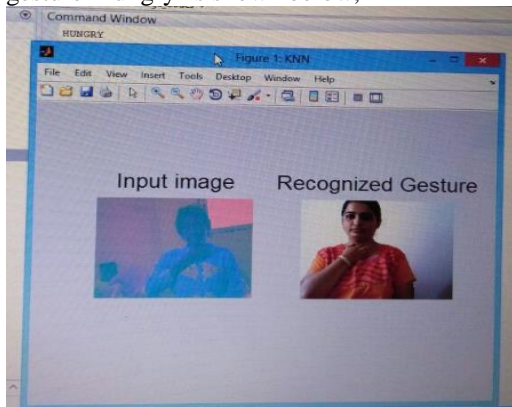 Command Window
HUNGRY
Figure 1: KNN
File Edit View Insert Tools Desktop Window Help
Input image
Recognized Gesture